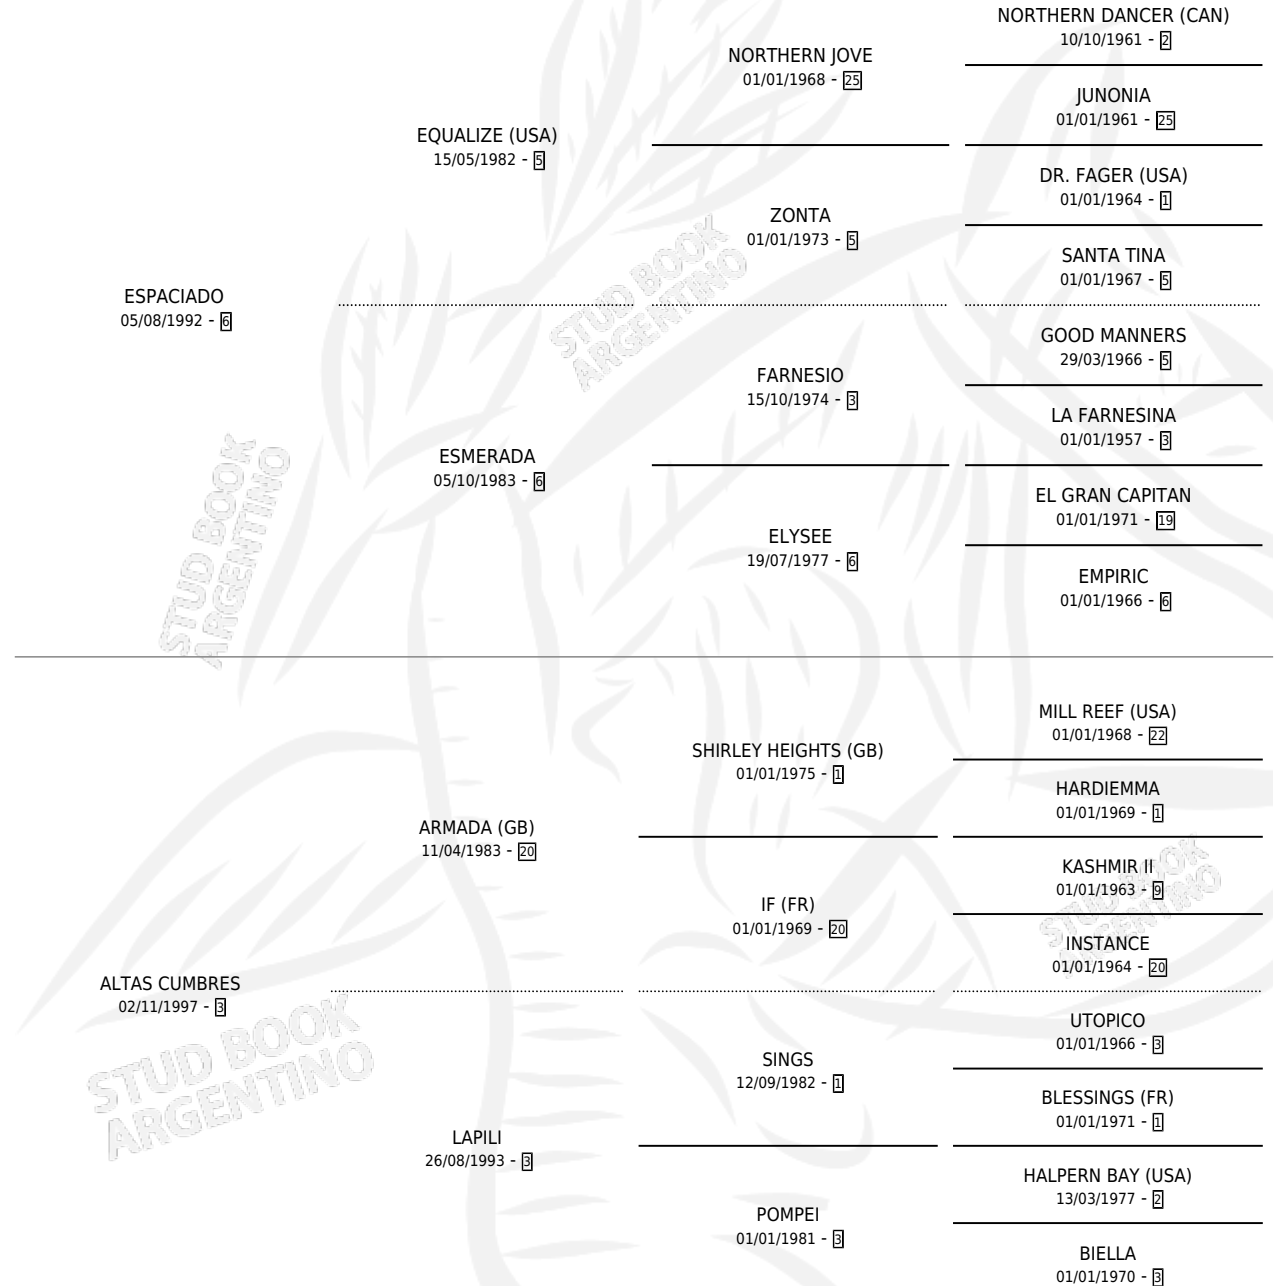 NORTHERN DANCER (CAN)
10/10/1961 - 2
NORTHERN JOVE
01/01/1968 - 25
JUNONIA
01/01/1961 - 25
EQUALIZE (USA)
15/05/1982 - 5
DR. FAGER (USA)
01/01/1964 - 1
ZONTA
01/01/1973 - 5
SANTA TINA
01/01/1967 - 5
ESPACIADO
05/08/1992 - 6
GOOD MANNERS
29/03/1966 - 5
FARNESIO
15/10/1974 - 3
LA FARNESINA
01/01/1957 - 3
ESMERADA
05/10/1983 - 6
EL GRAN CAPITAN
01/01/1971 - 19
ELYSEE
19/07/1977 - 6
EMPIRIC
01/01/1966 - 6
MILL REEF (USA)
01/01/1968 - 22
SHIRLEY HEIGHTS (GB)
01/01/1975 - 1
HARDIEMMA
01/01/1969 - 1
ARMADA (GB)
11/04/1983 - 20
KASHMIR II
01/01/1963 - 9
IF (FR)
01/01/1969 - 20
INSTANCE
01/01/1964 - 20
ALTAS CUMBRES
02/11/1997 - 3
UTOPICO
01/01/1966 - 3
SINGS
12/09/1982 - 1
BLESSINGS (FR)
01/01/1971 - 1
LAPILI
26/08/1993 - 3
HALPERN BAY (USA)
13/03/1977 - 2
POMPEI
01/01/1981 - 3
BIELLA
01/01/1970 - 3
STUD BOOK
ARGENTINO
STUD BOOK
ARGENTINO
STUD BOOK
ARGENTINO
STUD BOOK
ARGENTINO